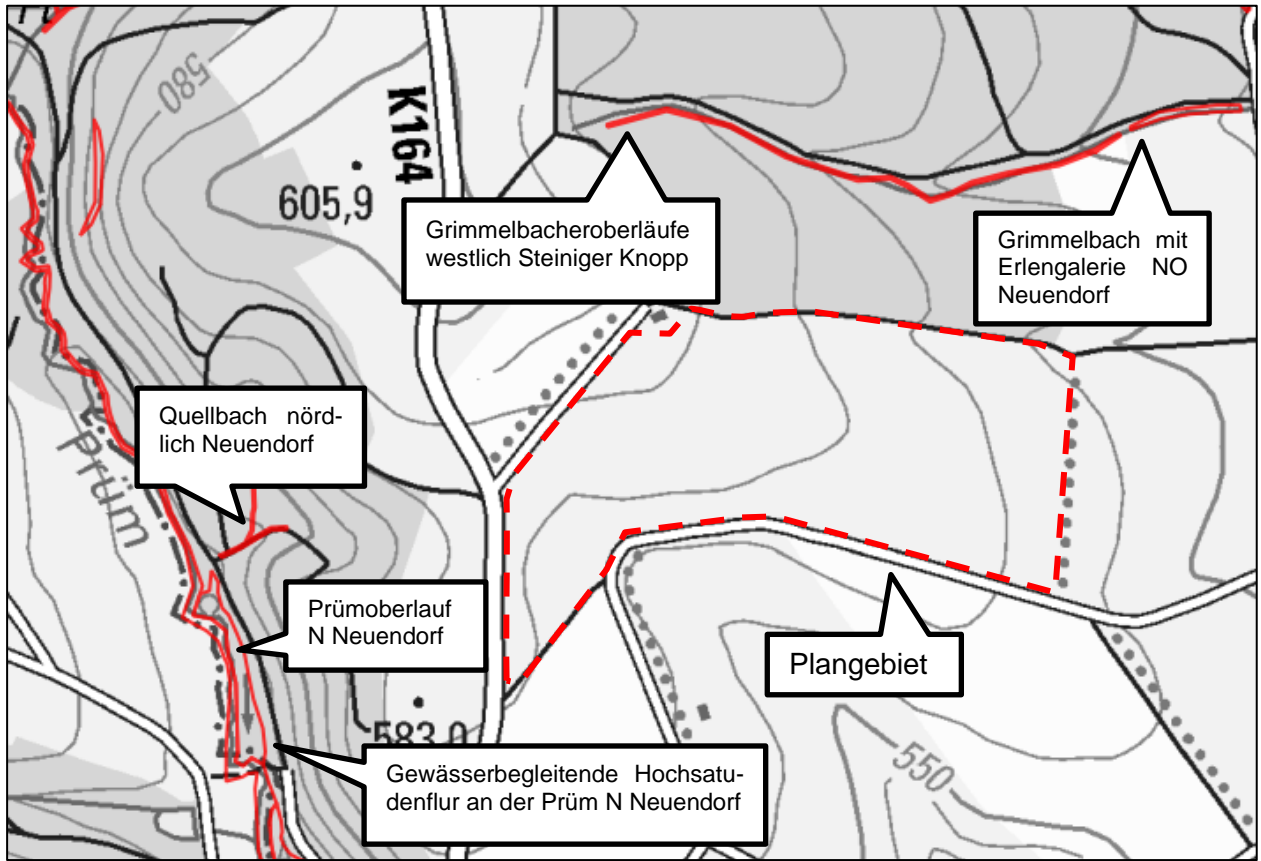 580
K164
605,9
Grimmelbacheroberläufe
westlich Steiniger Knopp
Grimmelbach mit
Erlengalerie NO
Neuendorf
Quellbach nörd-
lich Neuendorf
Prüm
Prümoberlauf
N Neuendorf
Plangebiet
583,0
Gewässerbegleitende Hochsatu-
denflur an der Prüm N Neuendorf
550